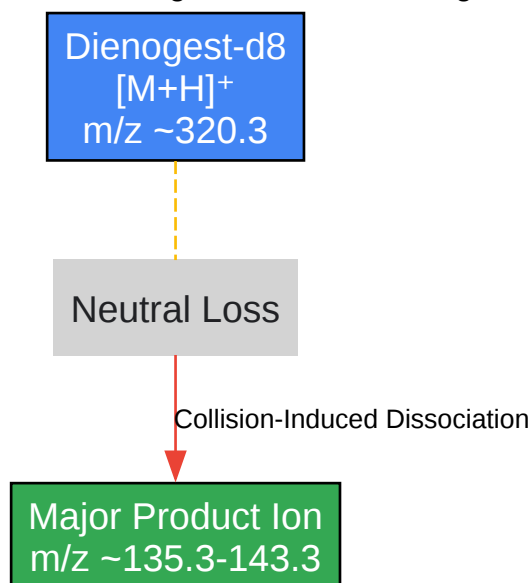 Dienogest-d8
[M+H]⁺
m/z ~320.3
Neutral Loss
Collision-Induced Dissociation
Major Product Ion
m/z ~135.3-143.3